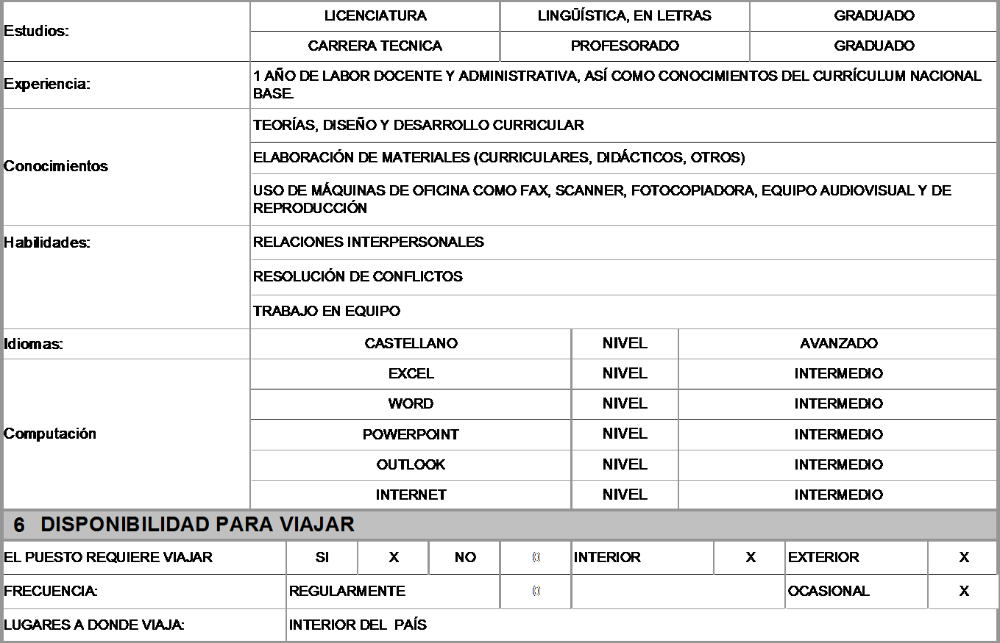 Estudios:
LICENCIATURA LINGÜÍSTICA, EN LETRAS GRADUADO
CARRERA TECNICA PROFESORADO GRADUADO
Experiencia:
1 AÑO DE LABOR DOCENTE Y ADMINISTRATIVA, ASÍ COMO CONOCIMIENTOS DEL CURRÍCULUM NACIONAL
BASE.
Conocimientos
TEORÍAS, DISEÑO Y DESARROLLO CURRICULAR
ELABORACIÓN DE MATERIALES (CURRICULARES, DIDÁCTICOS, OTROS)
USO DE MÁQUINAS DE OFICINA COMO FAX, SCANNER, FOTOCOPIADORA, EQUIPO AUDIOVISUAL Y DE
REPRODUCCIÓN
Habilidades: RELACIONES INTERPERSONALES
RESOLUCIÓN DE CONFLICTOS
TRABAJO EN EQUIPO
Idiomas: CASTELLANO NIVEL AVANZADO
Computación
EXCEL NIVEL INTERMEDIO
WORD NIVEL INTERMEDIO
POWERPOINT NIVEL INTERMEDIO
OUTLOOK NIVEL INTERMEDIO
INTERNET NIVEL INTERMEDIO
6 DISPONIBILIDAD PARA VIAJAR
EL PUESTO REQUIERE VIAJAR SI X NO 0 INTERIOR X EXTERIOR X
FRECUENCIA: REGULARMENTE 0 OCASIONAL X
LUGARES A DONDE VIAJA: INTERIOR DEL PAÍS